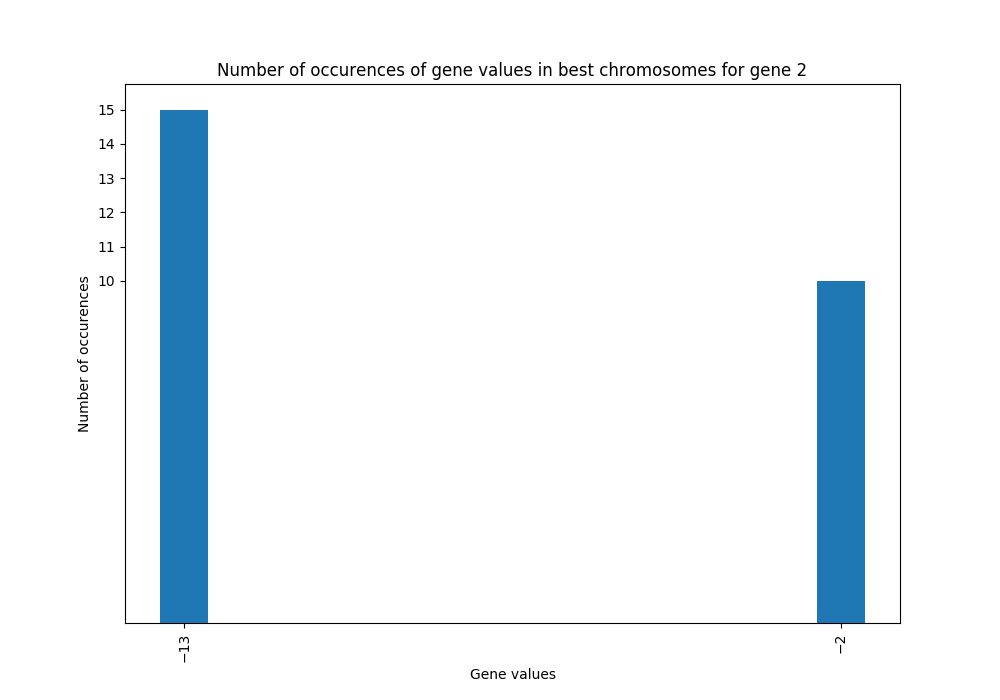 Number of occurences of gene values in best chromosomes for gene 2
15
14
13
12
11
10
Number of occurences
−13
−2
Gene values